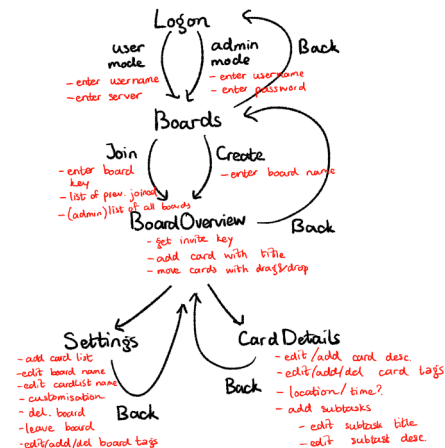 Logon
user
mode
admin
mode
Back
- enter username
- enter server
- enter username
- enter password
Boards
Join
Create
- enter board
key
- list of prev. joined
- (admin) list of all boards
- enter board name
BoardOverview
Back
- get invite key
- add card with title
- move cards with drag&drop
Settings
- add card list
- edit board name
- edit cardlist name
- customisation
- del. board
- leave board
- edit/add/del board tags
Back
CardDetails
Back
- edit/add card desc.
- edit/add/del card tags
- location/time?
- add subtasks
- edit subtask title
- edit subtask desc.